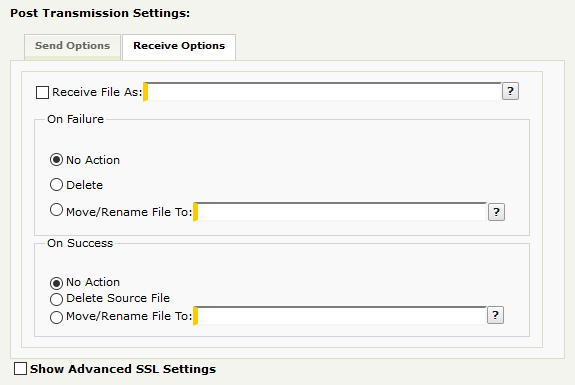 Post Transmission Settings:
Send Options Receive Options
Receive File As: ?
On Failure
No Action
Delete
Move/Rename File To: ?
On Success
No Action
Delete Source File
Move/Rename File To: ?
Show Advanced SSL Settings